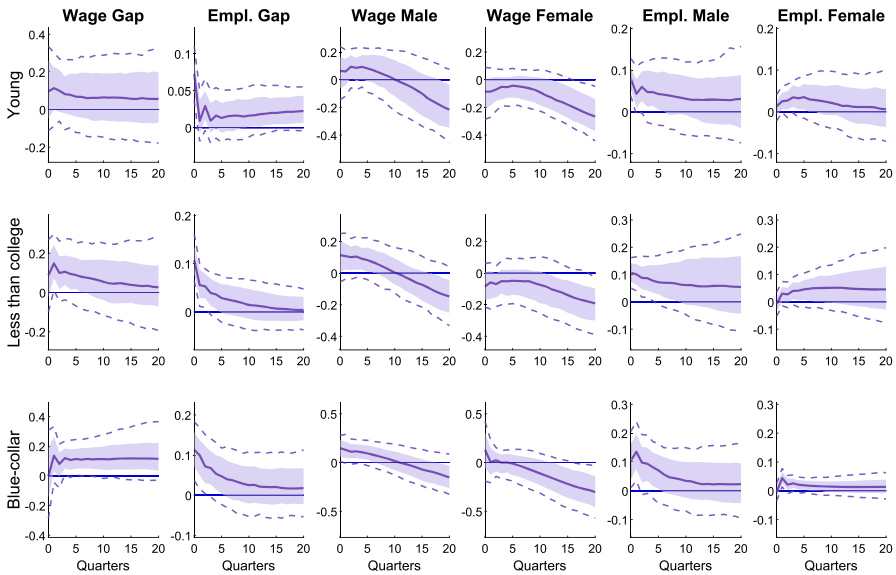 Wage Gap Empl. Gap Wage Male Wage Female Empl. Male Empl. Female
Young
0.4 0.2 0 -0.2
0.1 0.05 0
0.2 0 -0.2 -0.4
0.2 0 -0.2 -0.4
0.2 0.1 0 -0.1
0.2 0.1 0 -0.1
0 5 10 15 20 0 5 10 15 20 0 5 10 15 20 0 5 10 15 20 0 5 10 15 20 0 5 10 15 20
Less than college
0.2 0 -0.2
0.2 0.1 0
0.2 0 -0.2 -0.4
0.2 0 -0.2 -0.4
0.3 0.2 0.1 0 -0.1
0.3 0.2 0.1 0 -0.1
0 5 10 15 20 0 5 10 15 20 0 5 10 15 20 0 5 10 15 20 0 5 10 15 20 0 5 10 15 20
Blue-collar
0.4 0.2 0 -0.2 -0.4
0.2 0.1 0 -0.1
0.5 0 -0.5
0.5 0 -0.5
0.3 0.2 0.1 0 -0.1
0.3 0.2 0.1 0 -0.1
0 5 10 15 20 0 5 10 15 20 0 5 10 15 20 0 5 10 15 20 0 5 10 15 20 0 5 10 15 20
Quarters Quarters Quarters Quarters Quarters Quarters